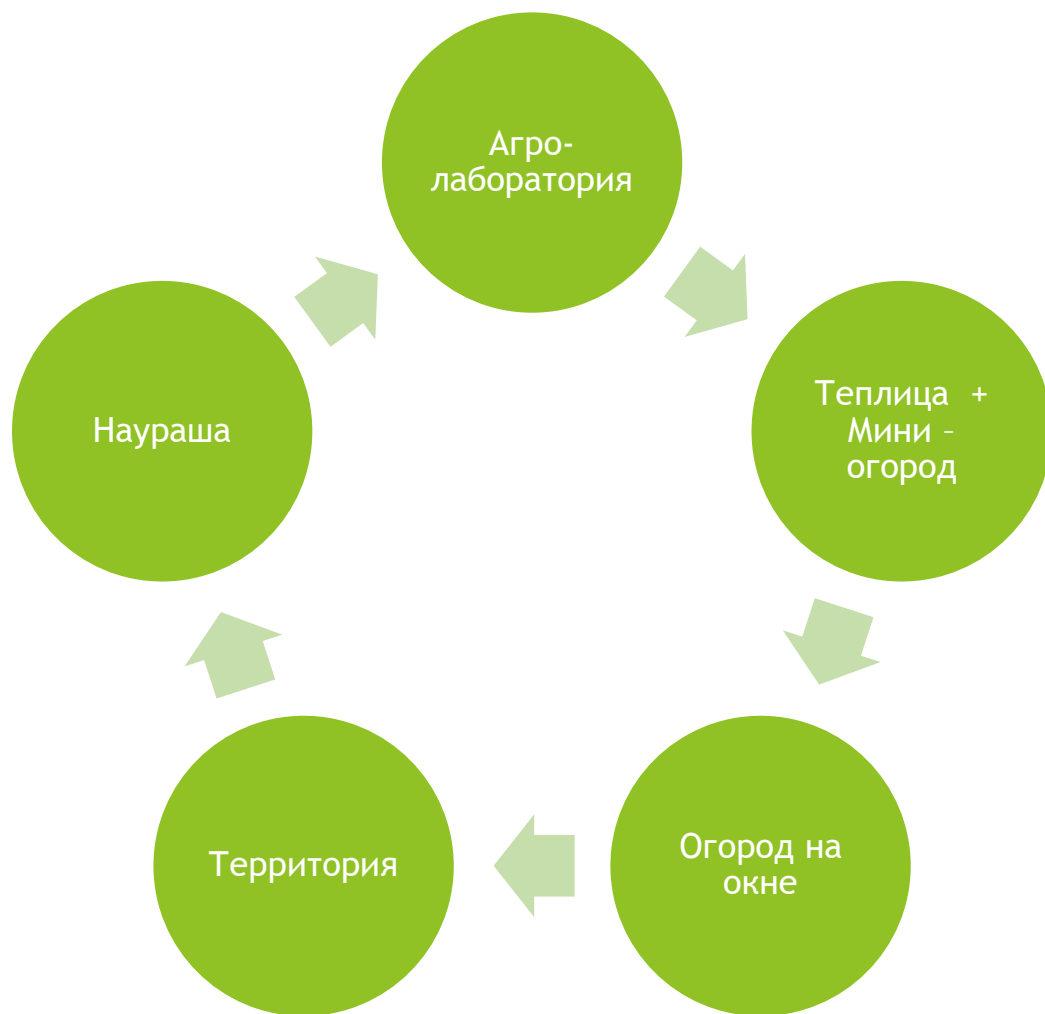 Агро-
лаборатория
Теплица +
Мини –
огород
Огород на
окне
Территория
Наураша